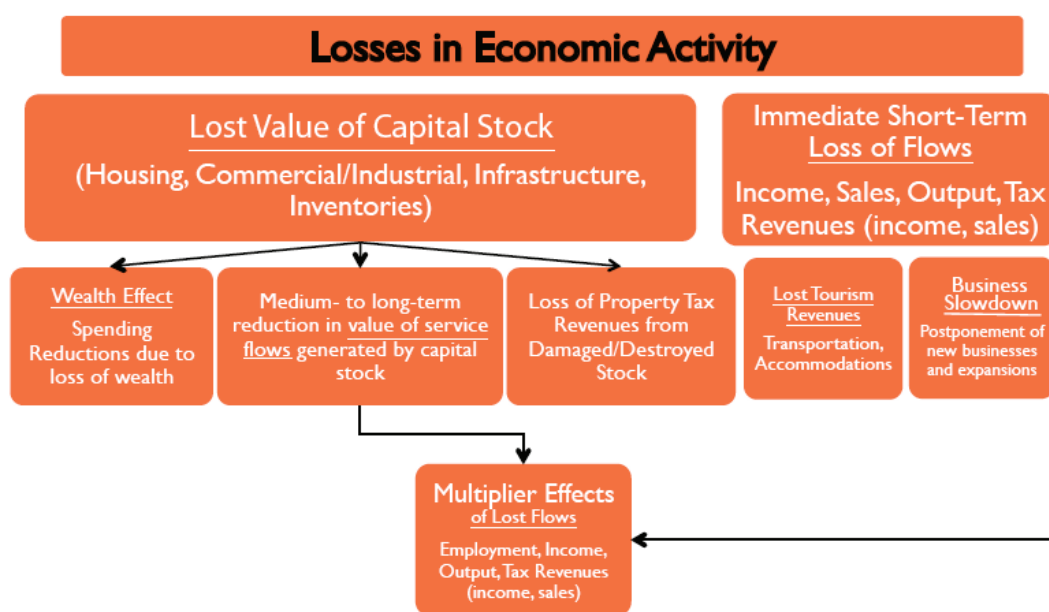 Losses in Economic Activity
Lost Value of Capital Stock
(Housing, Commercial/Industrial, Infrastructure,
Inventories)
Immediate Short-Term
Loss of Flows
Income, Sales, Output, Tax
Revenues (income, sales)
Wealth Effect
Spending
Reductions due to
loss of wealth
Medium- to long-term
reduction in value of service
flows generated by capital
stock
Loss of Property Tax
Revenues from
Damaged/Destroyed
Stock
Lost Tourism
Revenues
Transportation,
Accommodations
Business
Slowdown
Postponement of
new businesses
and expansions
Multiplier Effects
of Lost Flows
Employment, Income,
Output, Tax Revenues
(income, sales)